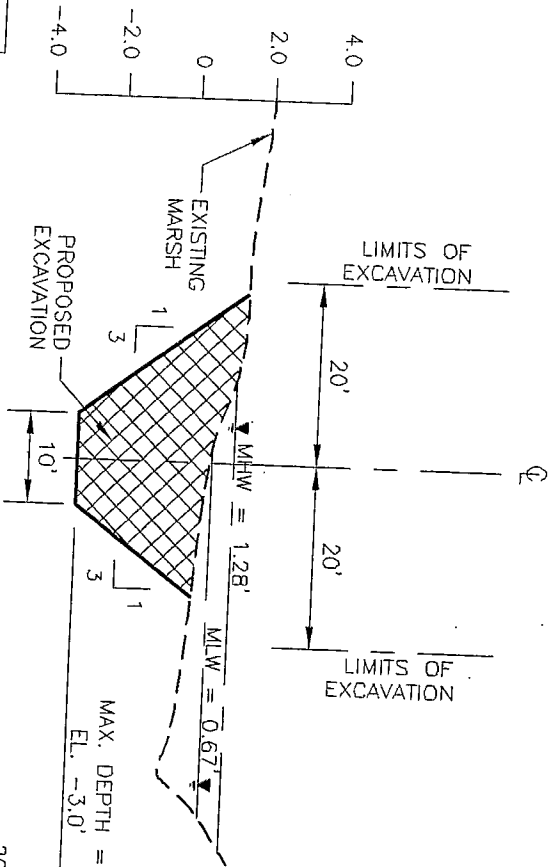 4.0
2.0
0
-2.0
-4.0
LIMITS OF
EXCAVATION
20'
20'
LIMITS OF
EXCAVATION
EXISTING
MARSH
MHW = 1.28'
MLW = 0.67'
1
3
1
3
PROPOSED
EXCAVATION
10'
MAX. DEPTH =
EL. -3.0'